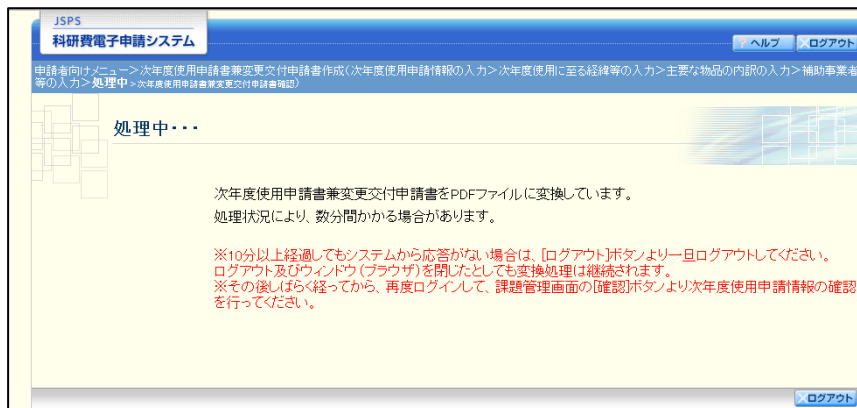 JSPS
科研費電子申請システム
? ヘルプ
ログアウト
申請者向けメニュー>次年度使用申請書兼変更交付申請書作成(次年度使用申請情報の入力>次年度使用に至る経緯等の入力>主要な物品の内訳の入力>補助事業者
等の入力>処理中>次年度使用申請書兼変更交付申請書確認)
処理中・・・
次年度使用申請書兼変更交付申請書をPDFファイルに変換しています。
処理状況により、数分間かかる場合があります。
※10分以上経過してもシステムから応答がない場合は、[ログアウト]ボタンより一旦ログアウトしてください。
ログアウト及びウィンドウ(ブラウザ)を閉じたとしても変換処理は継続されます。
※その後しばらく経ってから、再度ログインして、課題管理画面の[確認]ボタンより次年度使用申請情報の確認
を行ってください。
ログアウト